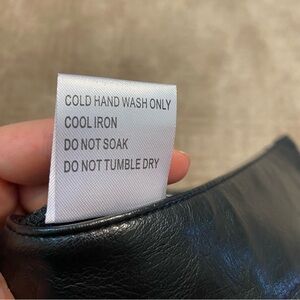 COLD HAND WASH ONLY
COOL IRON
DO NOT SOAK
DO NOT TUMBLE DRY